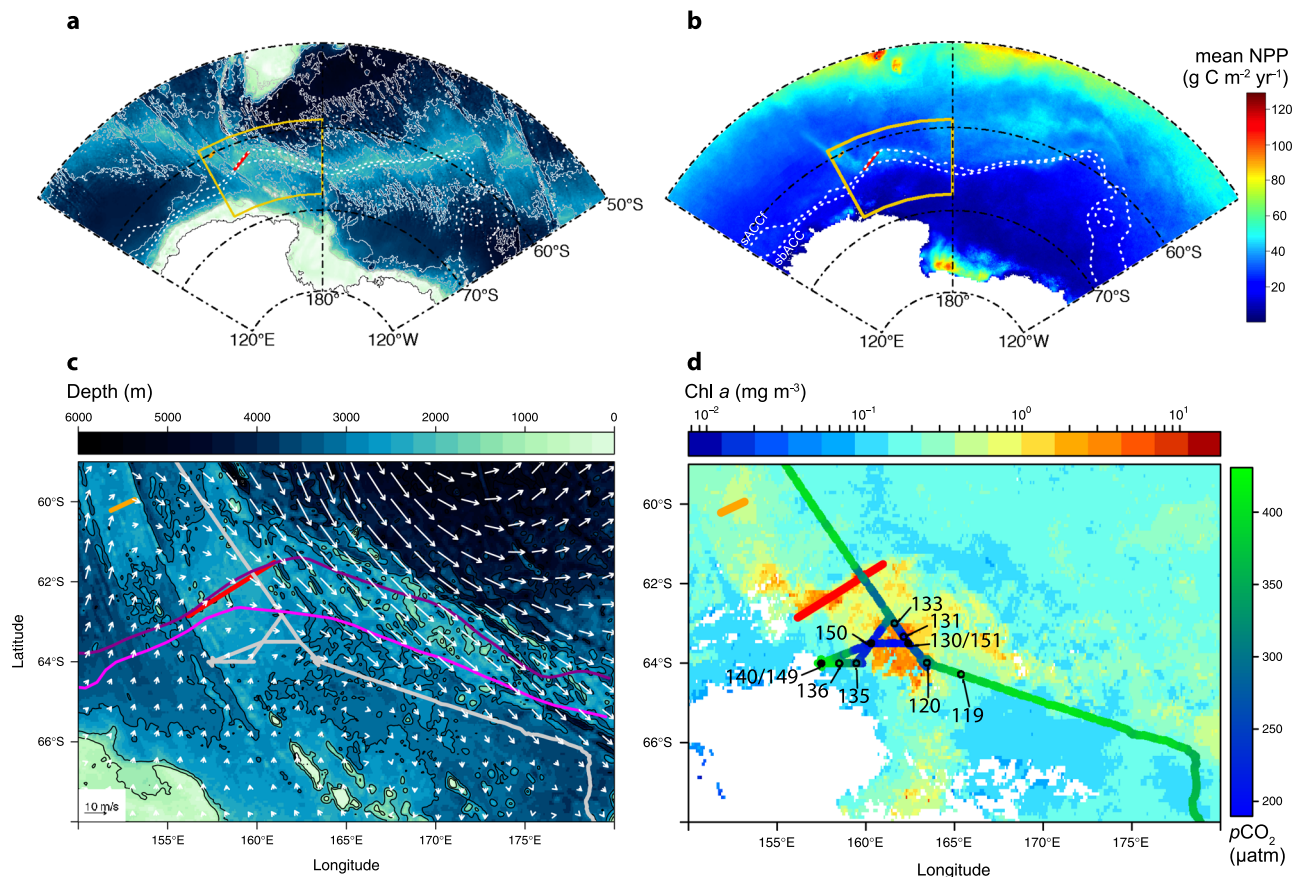 a
50°S
60°S
70°S
180°
120°E
120°W
b
mean NPP
(g C m⁻² yr⁻¹)
120
100
80
60
40
20
sACCf
sbACC
60°S
70°S
180°
120°E
120°W
c
Depth (m)
6000 5000 4000 3000 2000 1000 0
60°S
62°S
64°S
66°S
Latitude
10 m/s
155°E 160°E 165°E 170°E 175°E
Longitude
d
Chl a (mg m⁻³)
10⁻² 10⁻¹ 10⁰ 10¹
60°S
62°S
64°S
66°S
133
131
130/151
150
140/149
136
135
120
119
155°E 160°E 165°E 170°E 175°E
Longitude
400
350
300
250
200
pCO₂
(µatm)